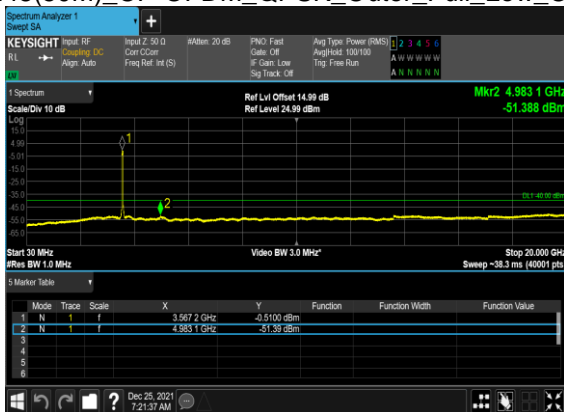 Spectrum Analyzer 1
Swept SA
KEYSIGHT Input: RF Input Z: 50 Ω #Atten: 20 dB PNO: Fast Avg Type: Power (RMS) 1 2 3 4 5 6
RL Coupling: DC Corr CCorr Gate: Off Avg|Hold: 100/100 A W W W W W
Align: Auto Freq Ref: Int (S) IF Gain: Low Trig: Free Run
Sig Track: Off A N N N N N
1 Spectrum Ref Lvl Offset 14.99 dB Mkr2 4.983 1 GHz
Scale/Div 10 dB Ref Level 24.99 dBm -51.388 dBm
Log
15.0
4.99
-5.01
-15.0
-25.0
-35.0
-45.0
-55.0
-65.0
1
2
DL1 -40.00 dBm
Start 30 MHz Video BW 3.0 MHz* Stop 20.000 GHz
#Res BW 1.0 MHz Sweep ~38.3 ms (40001 pts)
5 Marker Table
Mode Trace Scale X Y Function Function Width Function Value
1 N 1 f 3.567 2 GHz -0.5100 dBm
2 N 1 f 4.983 1 GHz -51.39 dBm
3
4
5
6
Dec 25, 2021
7:21:37 AM